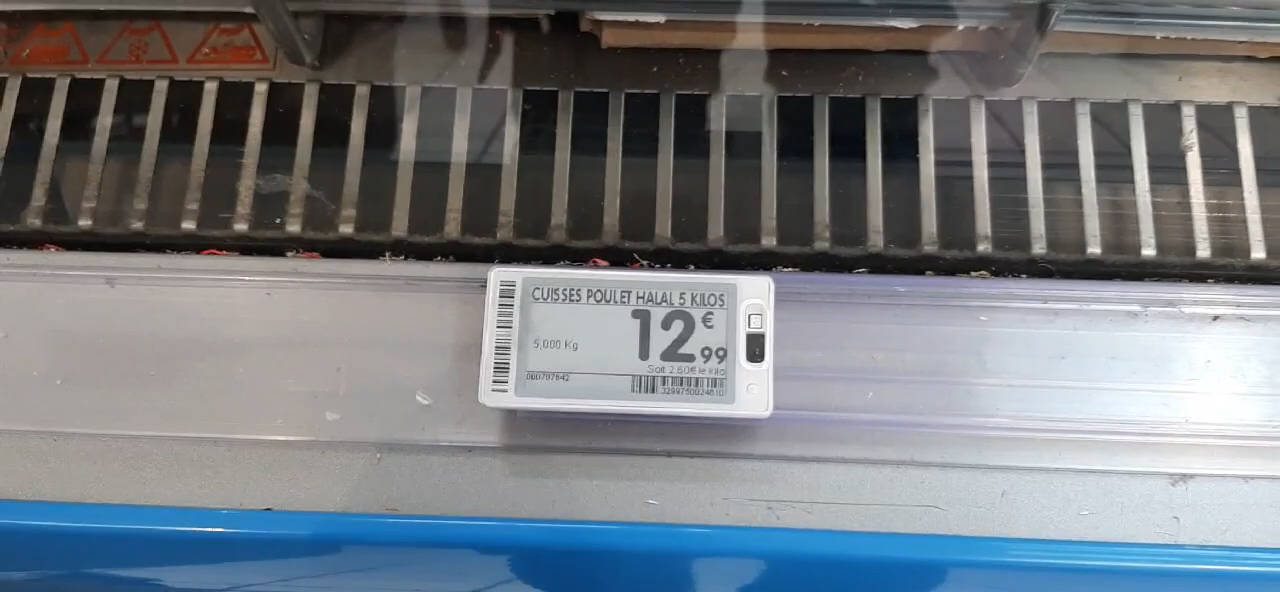 CUISSES POULET HALAL 5 KILOS
12€99
5,000 Kg
Soit 2.60€ le kilo
000797842
3299750024610